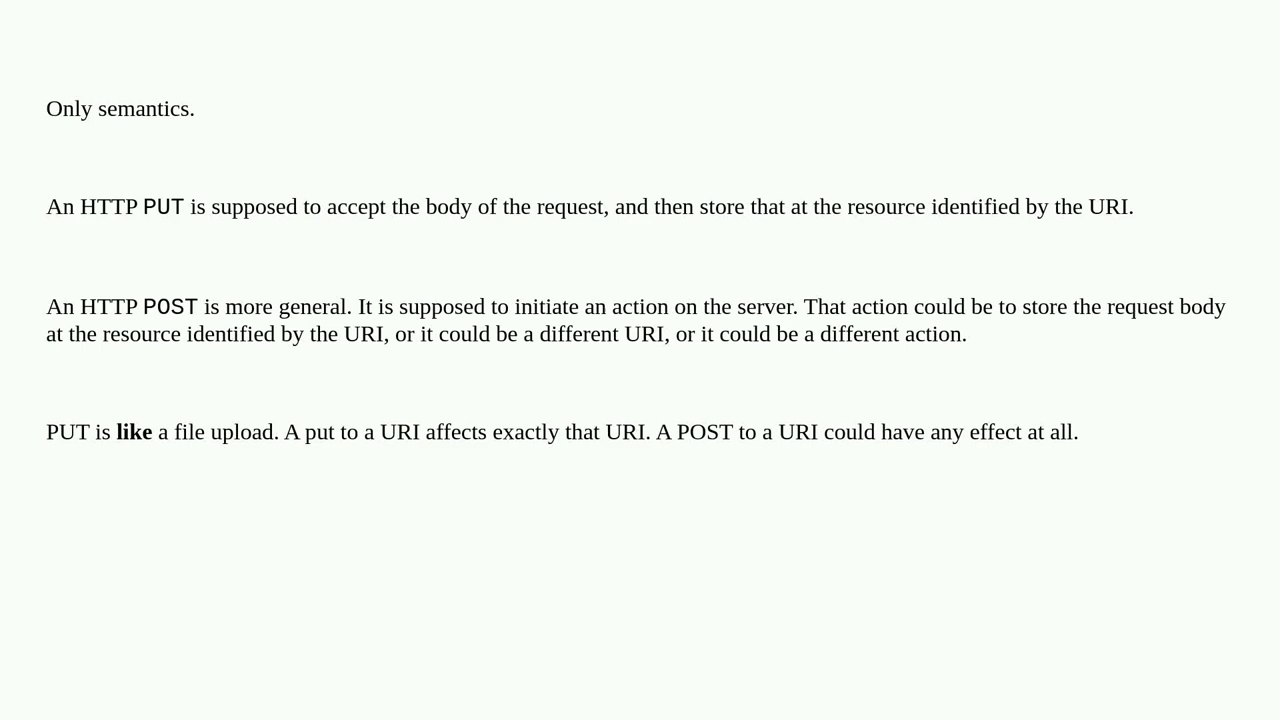 Only semantics.
An HTTP PUT is supposed to accept the body of the request, and then store that at the resource identified by the URI.
An HTTP POST is more general. It is supposed to initiate an action on the server. That action could be to store the request body
at the resource identified by the URI, or it could be a different URI, or it could be a different action.
PUT is like a file upload. A put to a URI affects exactly that URI. A POST to a URI could have any effect at all.